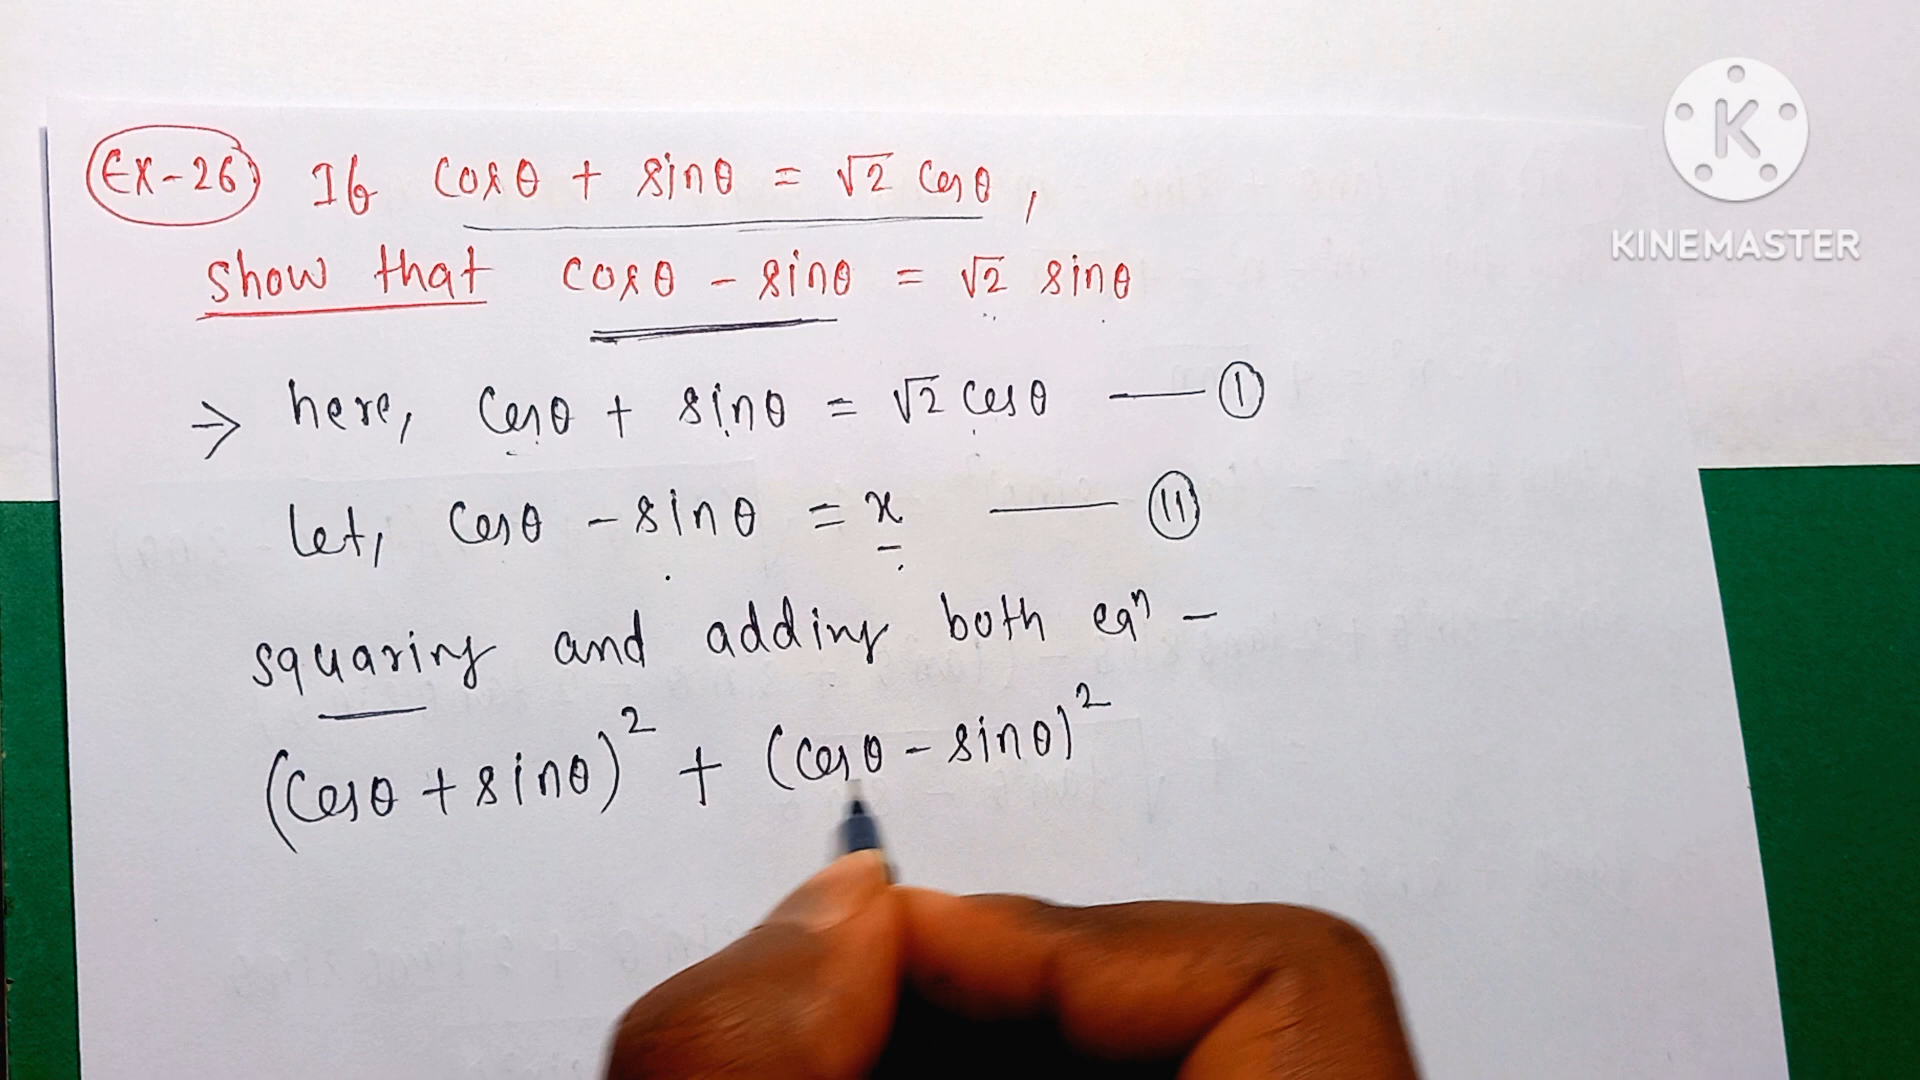 Ex-26 If cosθ + sinθ = √2 cosθ,
show that cosθ - sinθ = √2 sinθ
K
KINEMASTER
→ here, cosθ + sinθ = √2 cosθ — I
let, cosθ - sinθ = x — II
squaring and adding both eqⁿ -
(cosθ + sinθ)² + (cosθ - sinθ)²